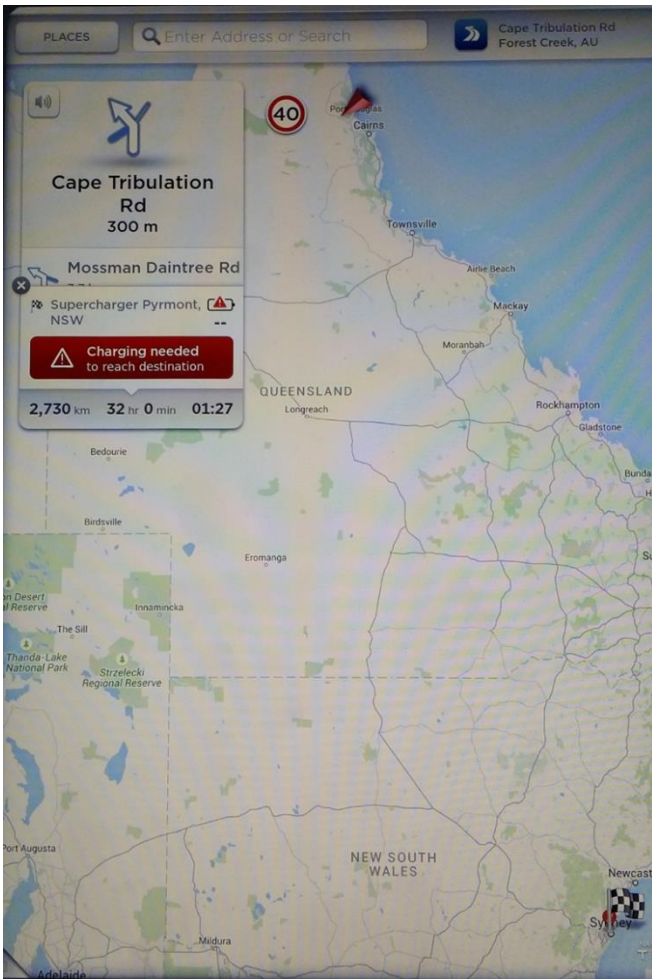 PLACES
Enter Address or Search
Cape Tribulation Rd
Forest Creek, AU
40
Cape Tribulation
Rd
300 m
Mossman Daintree Rd
Supercharger Pyrmont,
NSW
--
Charging needed
to reach destination
2,730 km 32 hr 0 min 01:27
Cairns
Townsville
Airlie Beach
Mackay
Moranbah
QUEENSLAND
Longreach
Rockhampton
Gladstone
Bedourie
Bunda
Birdsville
Eromanga
on Desert
al Reserve
Innamincka
The Sill
Thanda-Lake
National Park
Strzelecki
Regional Reserve
Port Augusta
NEW SOUTH
WALES
Newcast
Mildura
Adelaide